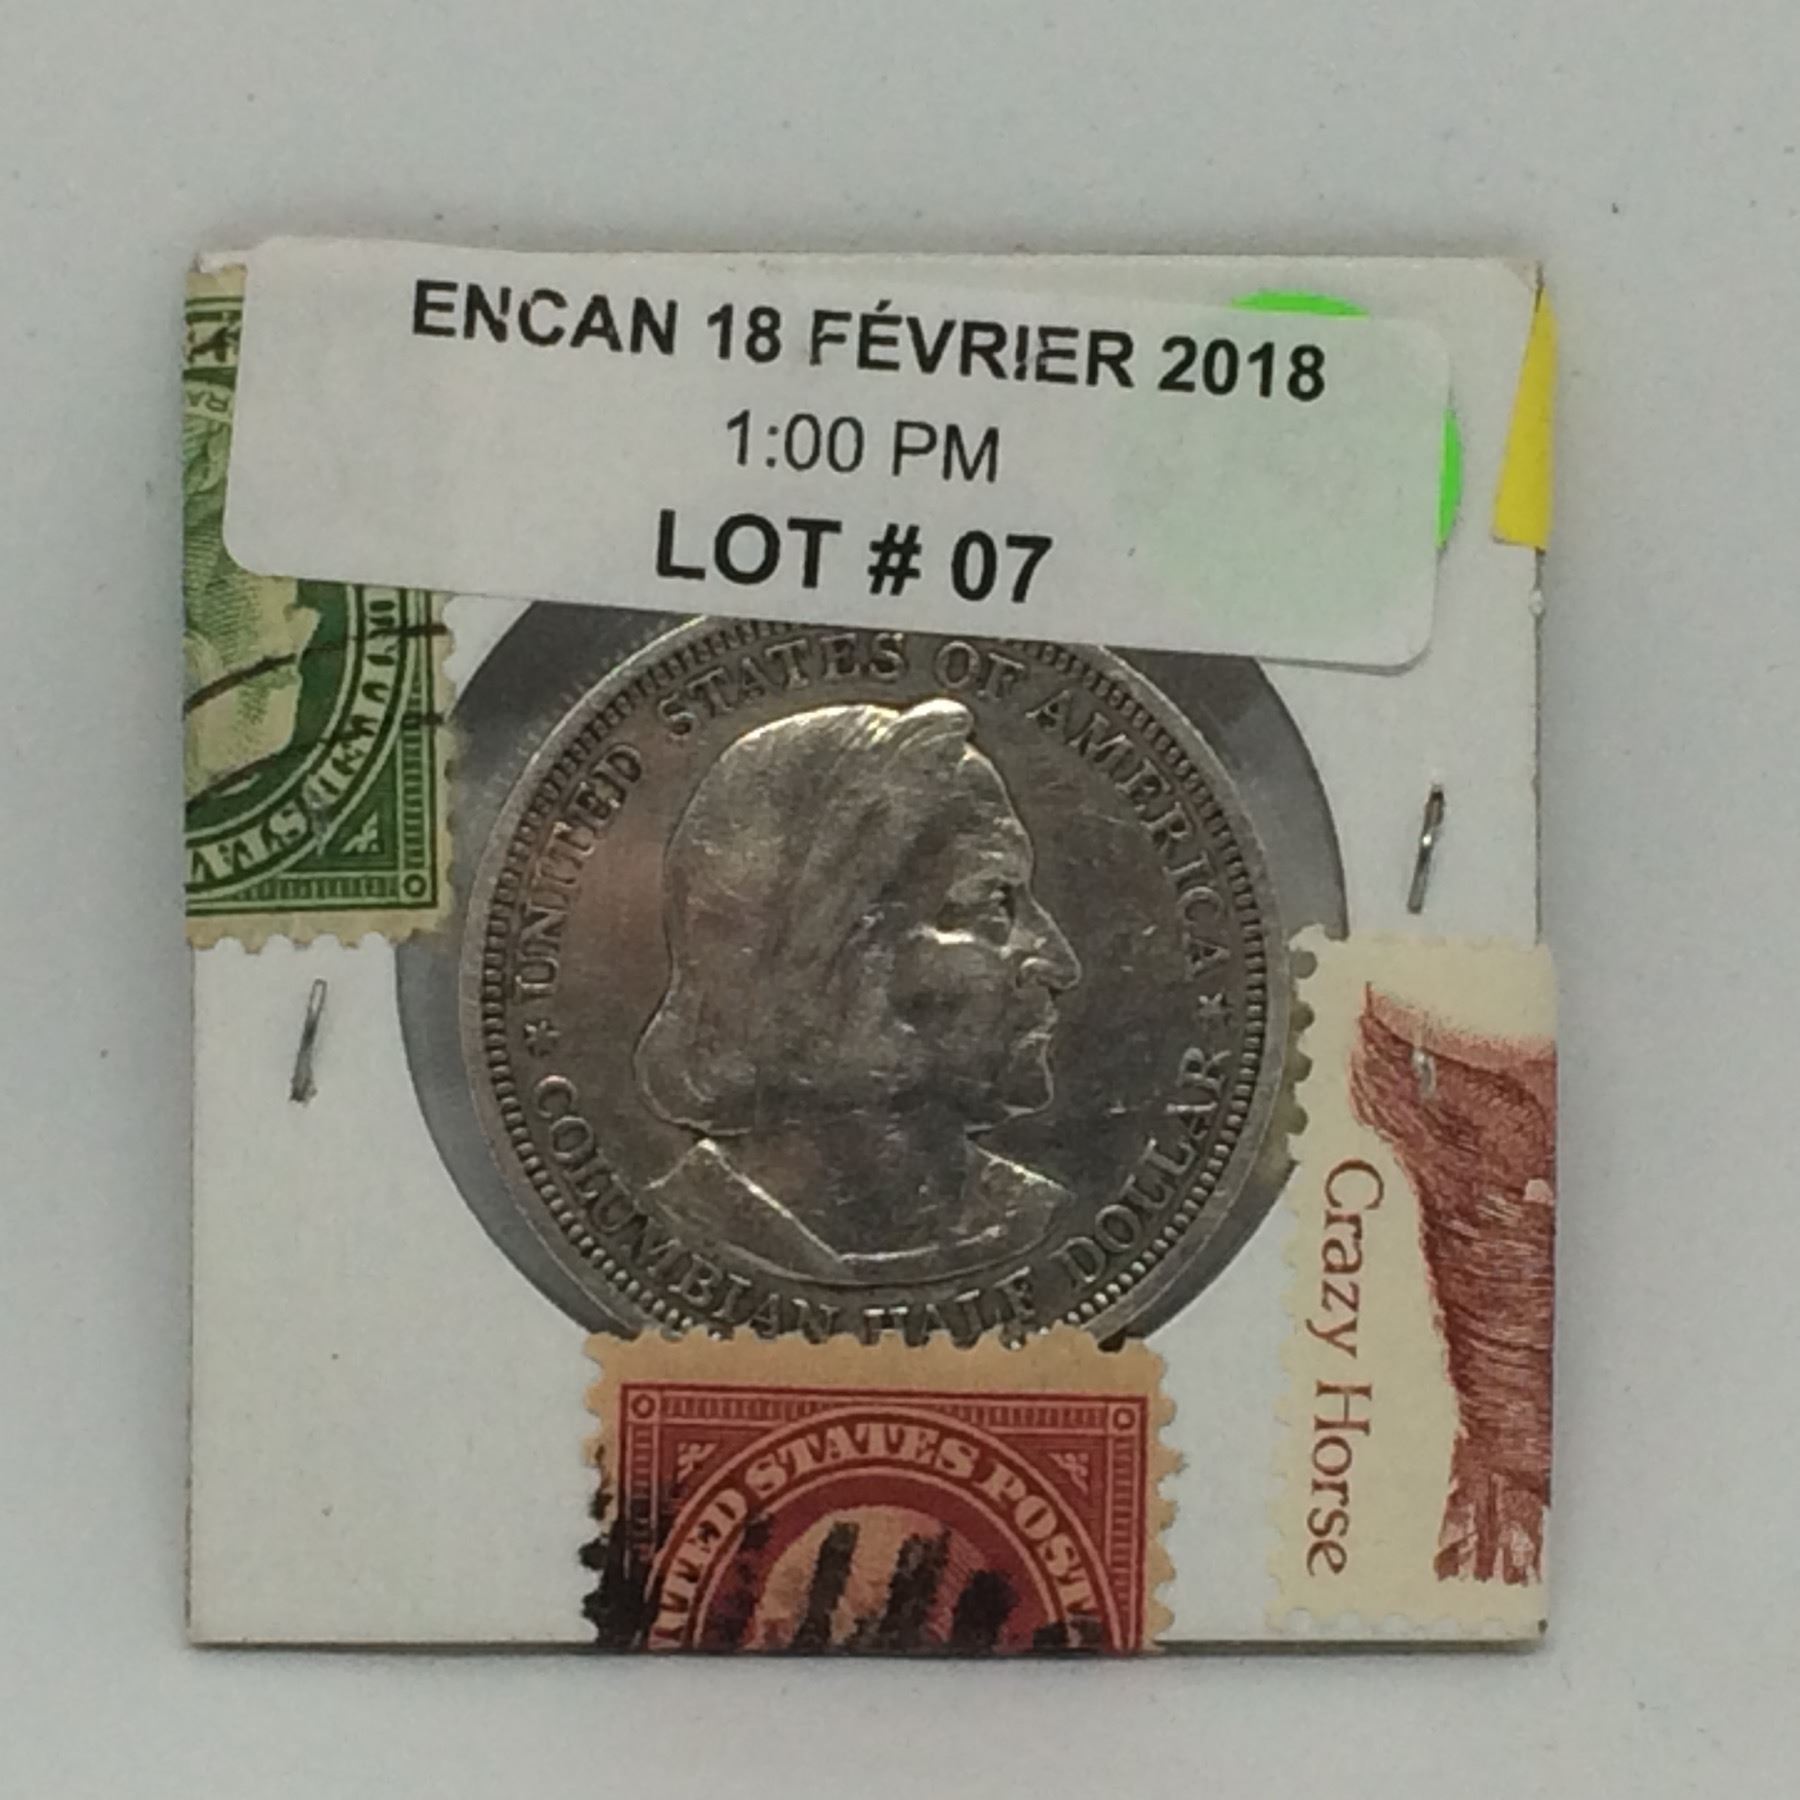 ENCAN 18 FÉVRIER 2018
1:00 PM
LOT # 07
UNITED STATES OF AMERICA
COLUMBIAN HALF DOLLAR
Crazy Horse
UNITED STATES POST